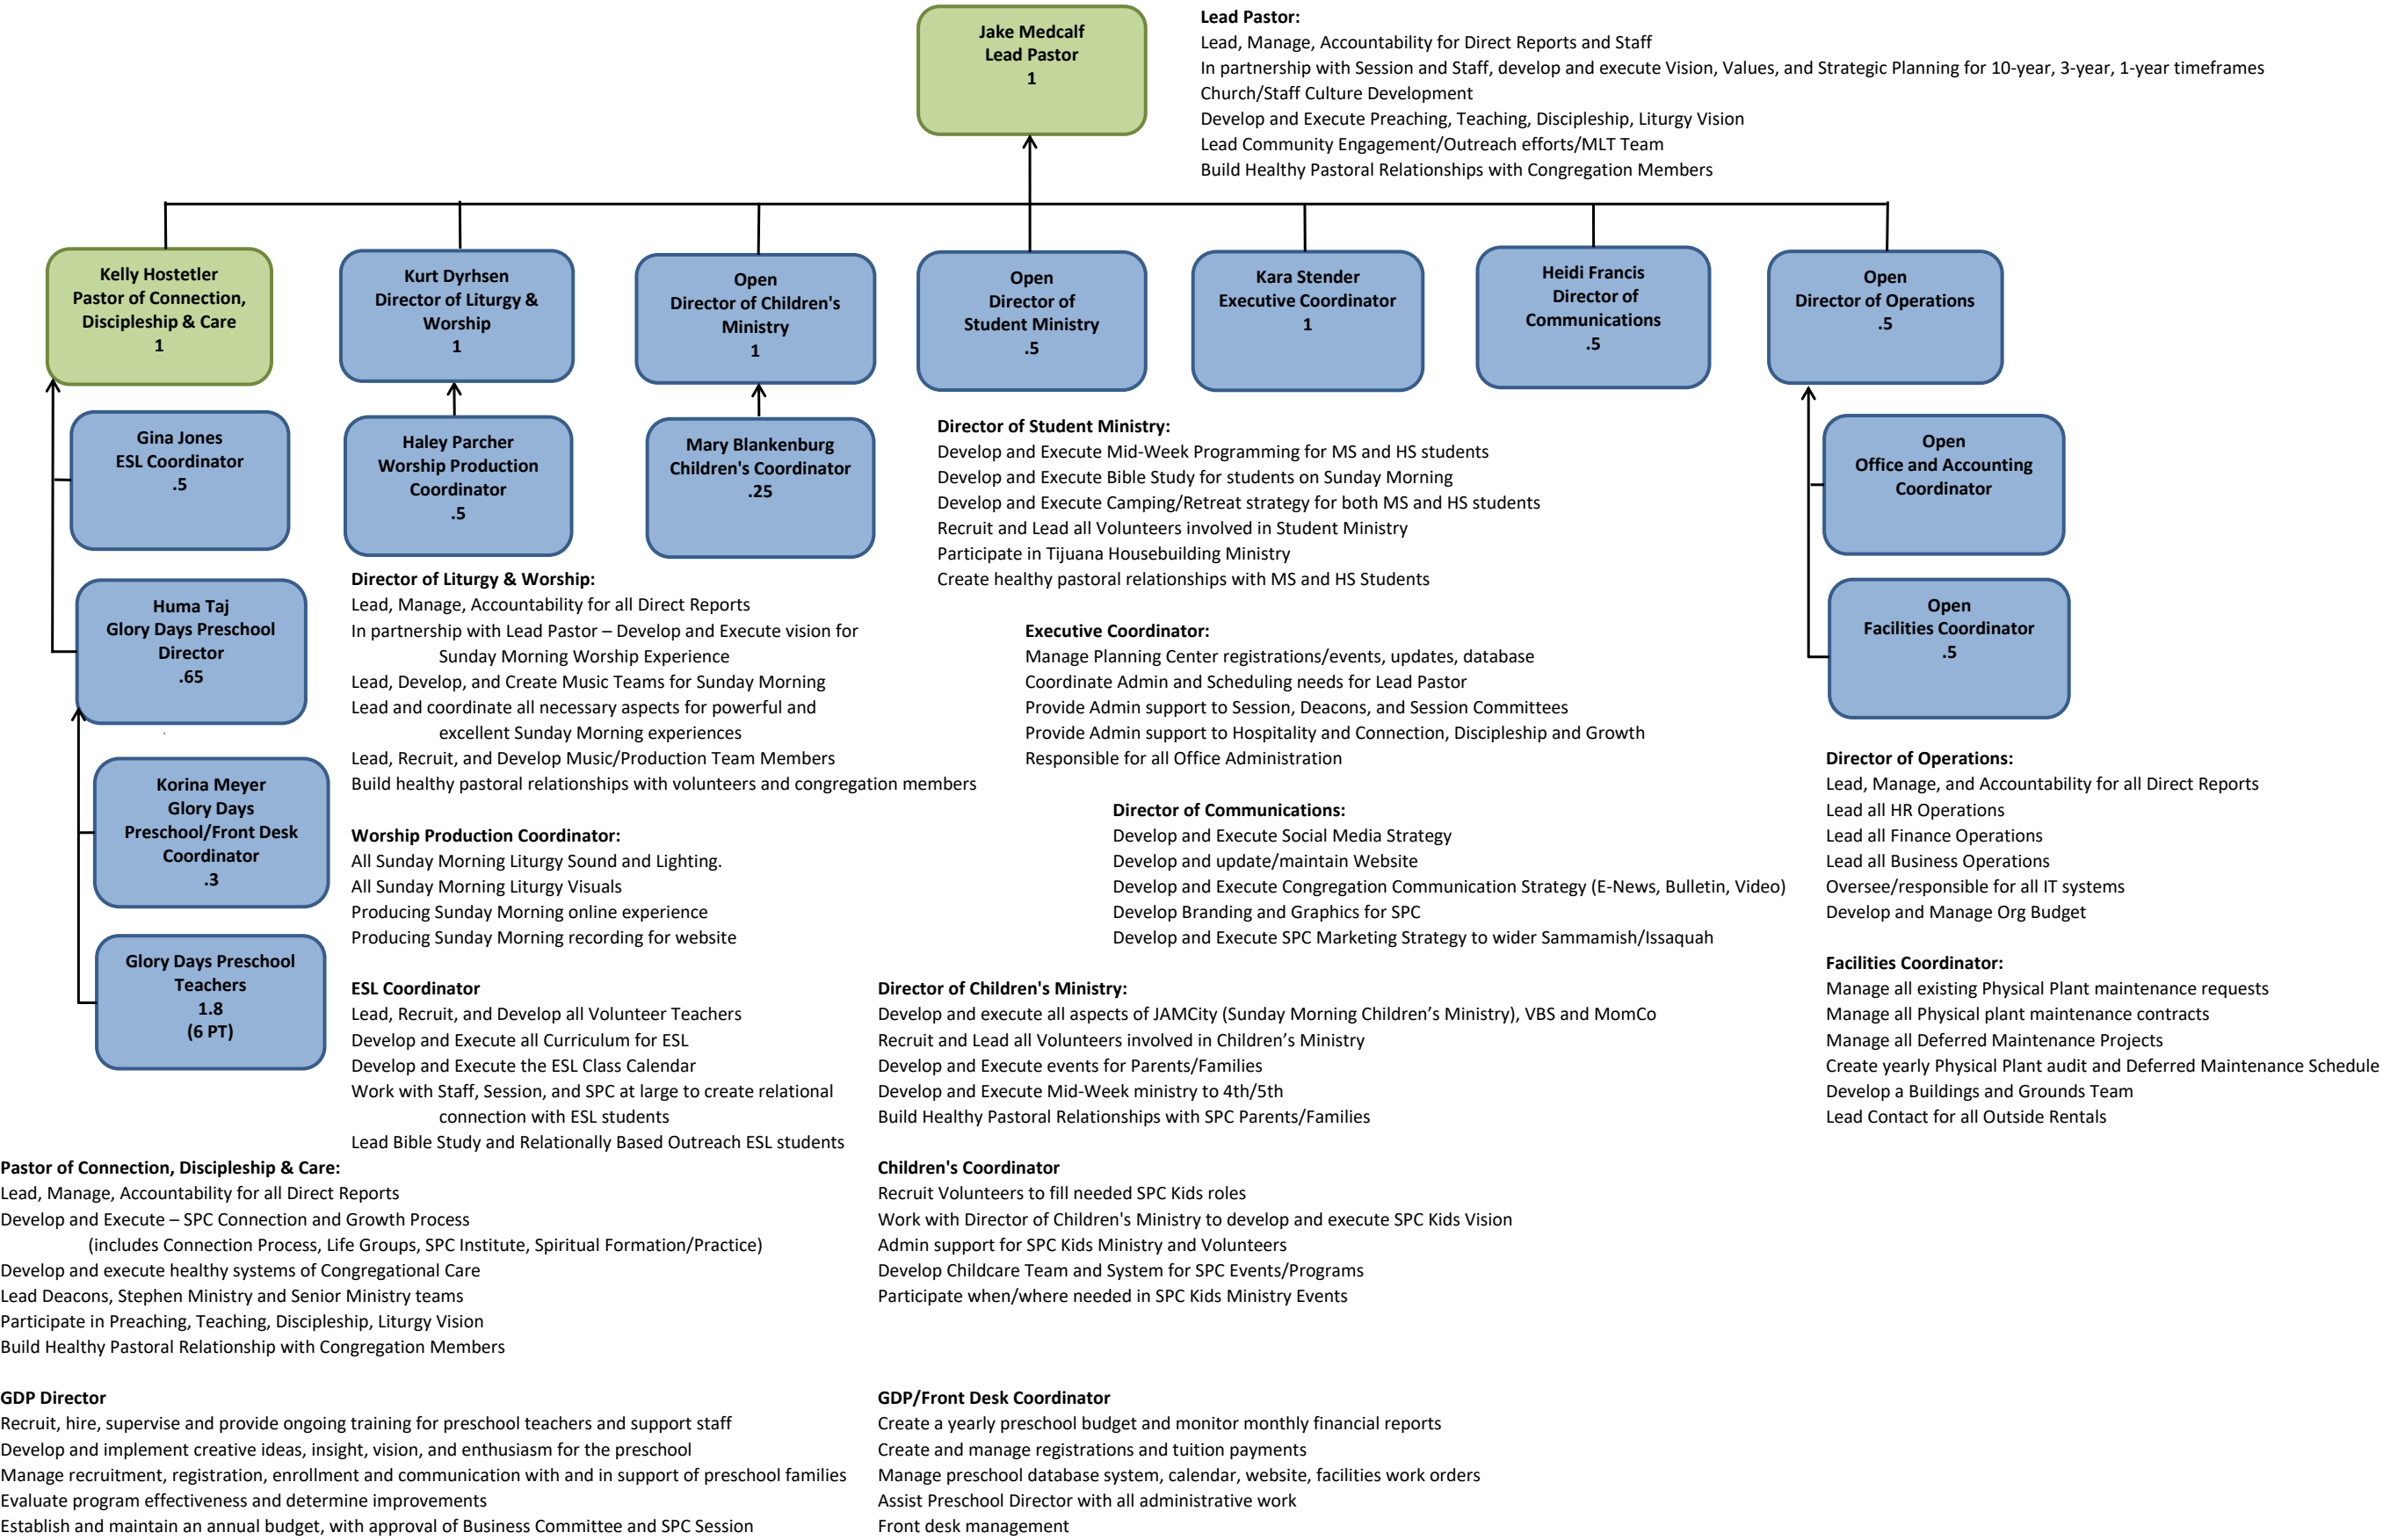 Jake Medcalf
Lead Pastor
1
Lead Pastor:
Lead, Manage, Accountability for Direct Reports and Staff
In partnership with Session and Staff, develop and execute Vision, Values, and Strategic Planning for 10-year, 3-year, 1-year timeframes
Church/Staff Culture Development
Develop and Execute Preaching, Teaching, Discipleship, Liturgy Vision
Lead Community Engagement/Outreach efforts/MLT Team
Build Healthy Pastoral Relationships with Congregation Members
Kelly Hostetler
Pastor of Connection,
Discipleship & Care
1
Kurt Dyrhsen
Director of Liturgy &
Worship
1
Open
Director of Children's
Ministry
1
Open
Director of
Student Ministry
.5
Kara Stender
Executive Coordinator
1
Heidi Francis
Director of
Communications
.5
Open
Director of Operations
.5
Gina Jones
ESL Coordinator
.5
Haley Parcher
Worship Production
Coordinator
.5
Mary Blankenburg
Children's Coordinator
.25
Open
Office and Accounting
Coordinator
Huma Taj
Glory Days Preschool
Director
.65
Open
Facilities Coordinator
.5
Korina Meyer
Glory Days
Preschool/Front Desk
Coordinator
.3
Glory Days Preschool
Teachers
1.8
(6 PT)
Director of Student Ministry:
Develop and Execute Mid-Week Programming for MS and HS students
Develop and Execute Bible Study for students on Sunday Morning
Develop and Execute Camping/Retreat strategy for both MS and HS students
Recruit and Lead all Volunteers involved in Student Ministry
Participate in Tijuana Housebuilding Ministry
Create healthy pastoral relationships with MS and HS Students
Director of Liturgy & Worship:
Lead, Manage, Accountability for all Direct Reports
In partnership with Lead Pastor – Develop and Execute vision for
Sunday Morning Worship Experience
Lead, Develop, and Create Music Teams for Sunday Morning
Lead and coordinate all necessary aspects for powerful and
excellent Sunday Morning experiences
Lead, Recruit, and Develop Music/Production Team Members
Build healthy pastoral relationships with volunteers and congregation members
Executive Coordinator:
Manage Planning Center registrations/events, updates, database
Coordinate Admin and Scheduling needs for Lead Pastor
Provide Admin support to Session, Deacons, and Session Committees
Provide Admin support to Hospitality and Connection, Discipleship and Growth
Responsible for all Office Administration
Director of Communications:
Develop and Execute Social Media Strategy
Develop and update/maintain Website
Develop and Execute Congregation Communication Strategy (E-News, Bulletin, Video)
Develop Branding and Graphics for SPC
Develop and Execute SPC Marketing Strategy to wider Sammamish/Issaquah
Director of Operations:
Lead, Manage, and Accountability for all Direct Reports
Lead all HR Operations
Lead all Finance Operations
Lead all Business Operations
Oversee/responsible for all IT systems
Develop and Manage Org Budget
Worship Production Coordinator:
All Sunday Morning Liturgy Sound and Lighting.
All Sunday Morning Liturgy Visuals
Producing Sunday Morning online experience
Producing Sunday Morning recording for website
Facilities Coordinator:
Manage all existing Physical Plant maintenance requests
Manage all Physical plant maintenance contracts
Manage all Deferred Maintenance Projects
Create yearly Physical Plant audit and Deferred Maintenance Schedule
Develop a Buildings and Grounds Team
Lead Contact for all Outside Rentals
ESL Coordinator
Lead, Recruit, and Develop all Volunteer Teachers
Develop and Execute all Curriculum for ESL
Develop and Execute the ESL Class Calendar
Work with Staff, Session, and SPC at large to create relational
connection with ESL students
Lead Bible Study and Relationally Based Outreach ESL students
Director of Children's Ministry:
Develop and execute all aspects of JAMCity (Sunday Morning Children’s Ministry), VBS and MomCo
Recruit and Lead all Volunteers involved in Children’s Ministry
Develop and Execute events for Parents/Families
Develop and Execute Mid-Week ministry to 4th/5th
Build Healthy Pastoral Relationships with SPC Parents/Families
Pastor of Connection, Discipleship & Care:
Lead, Manage, Accountability for all Direct Reports
Develop and Execute – SPC Connection and Growth Process
(includes Connection Process, Life Groups, SPC Institute, Spiritual Formation/Practice)
Develop and execute healthy systems of Congregational Care
Lead Deacons, Stephen Ministry and Senior Ministry teams
Participate in Preaching, Teaching, Discipleship, Liturgy Vision
Build Healthy Pastoral Relationship with Congregation Members
Children's Coordinator
Recruit Volunteers to fill needed SPC Kids roles
Work with Director of Children's Ministry to develop and execute SPC Kids Vision
Admin support for SPC Kids Ministry and Volunteers
Develop Childcare Team and System for SPC Events/Programs
Participate when/where needed in SPC Kids Ministry Events
GDP Director
Recruit, hire, supervise and provide ongoing training for preschool teachers and support staff
Develop and implement creative ideas, insight, vision, and enthusiasm for the preschool
Manage recruitment, registration, enrollment and communication with and in support of preschool families
Evaluate program effectiveness and determine improvements
Establish and maintain an annual budget, with approval of Business Committee and SPC Session
GDP/Front Desk Coordinator
Create a yearly preschool budget and monitor monthly financial reports
Create and manage registrations and tuition payments
Manage preschool database system, calendar, website, facilities work orders
Assist Preschool Director with all administrative work
Front desk management